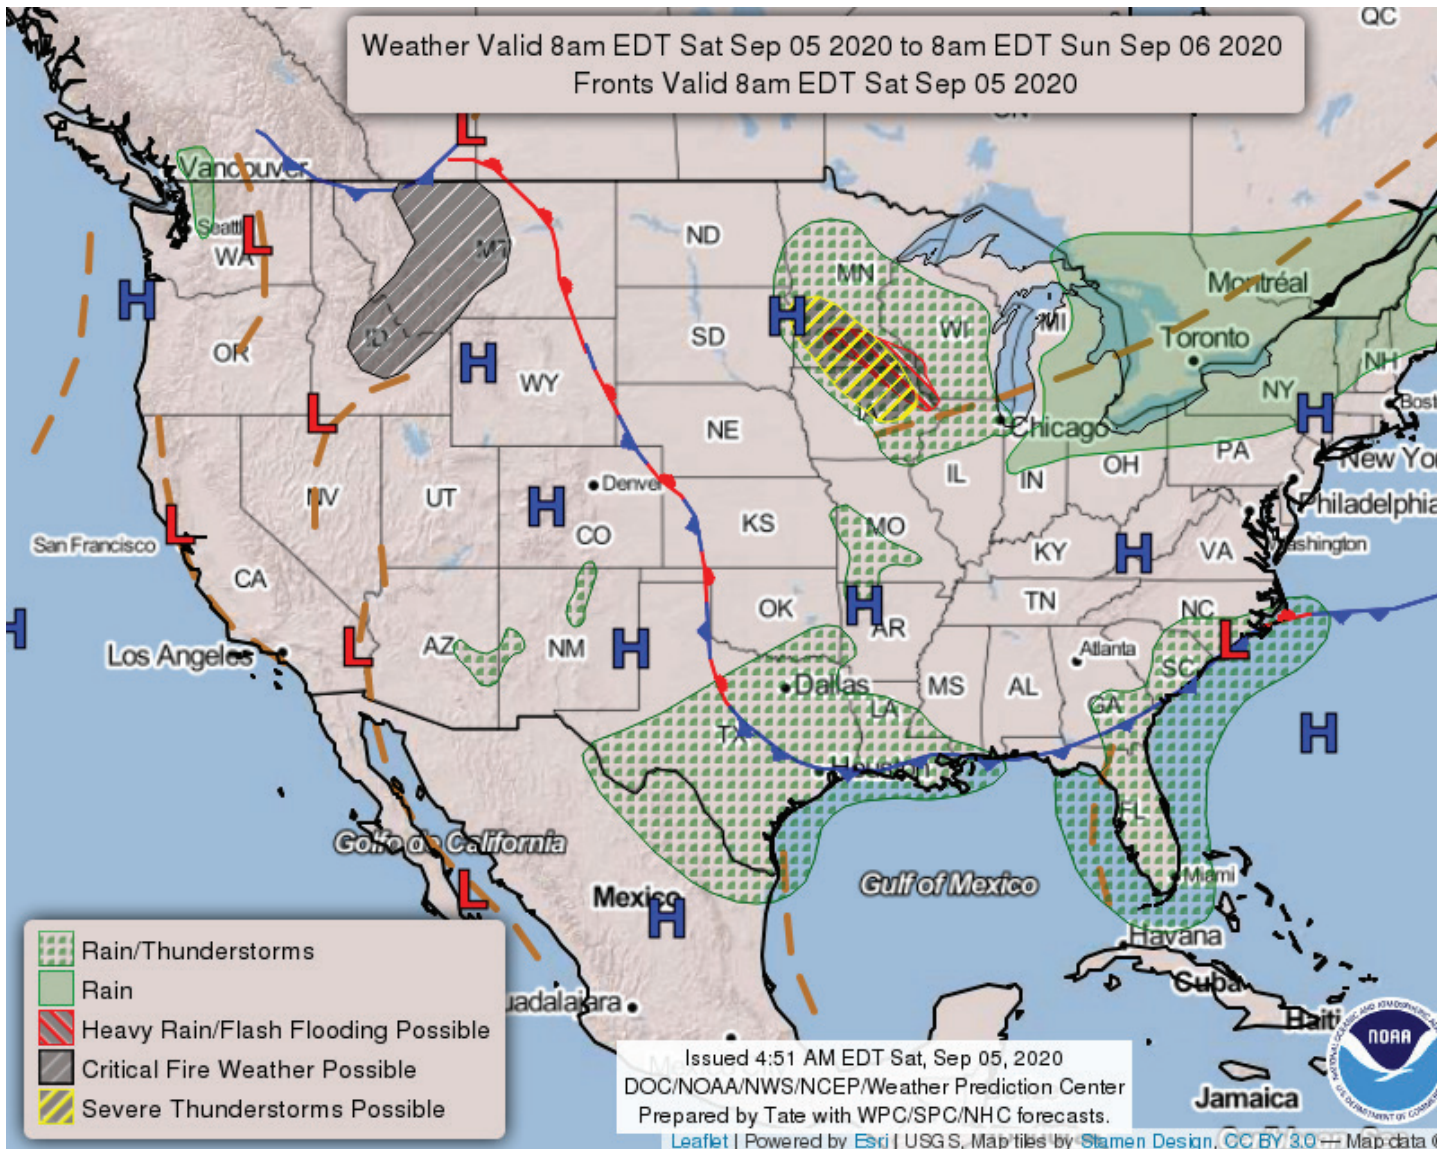 QC
Weather Valid 8am EDT Sat Sep 05 2020 to 8am EDT Sun Sep 06 2020
Fronts Valid 8am EDT Sat Sep 05 2020
L
Vancouver
Seattle
L
WA
MT
ND
MN
Montréal
H
H
MI
OR
ID
SD
WI
Toronto
H
WY
NH
NY
L
IA
H
Boston
NE
Chicago
PA
New Yo
Denver
IL
IN
OH
NV
UT
H
Philadelphia
L
CO
KS
MO
San Francisco
KY
H
VA
Washington
CA
OK
H
TN
NC
H
AR
Los Angeles
L
AZ
NM
H
Atlanta
L
SC
Dallas
MS
AL
LA
GA
TX
H
Houston
FL
Golfo de California
L
Mexico
H
Gulf of Mexico
Miami
Havana
Cuba
Rain/Thunderstorms
Rain
Heavy Rain/Flash Flooding Possible
Critical Fire Weather Possible
Severe Thunderstorms Possible
uadalajara
Haiti
NOAA
Issued 4:51 AM EDT Sat, Sep 05, 2020
DOC/NOAA/NWS/NCEP/Weather Prediction Center
Prepared by Tate with WPC/SPC/NHC forecasts.
Jamaica
Leaflet | Powered by Esri | USGS, Map tiles by Stamen Design, CC BY 3.0 — Map data ©